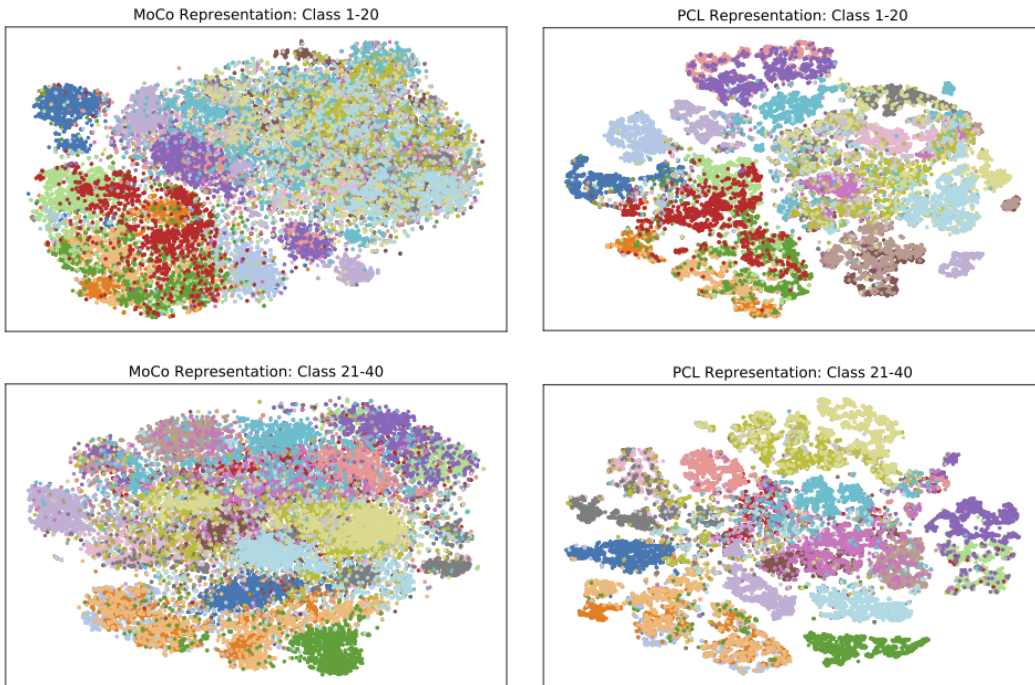 MoCo Representation: Class 1-20
PCL Representation: Class 1-20
MoCo Representation: Class 21-40
PCL Representation: Class 21-40